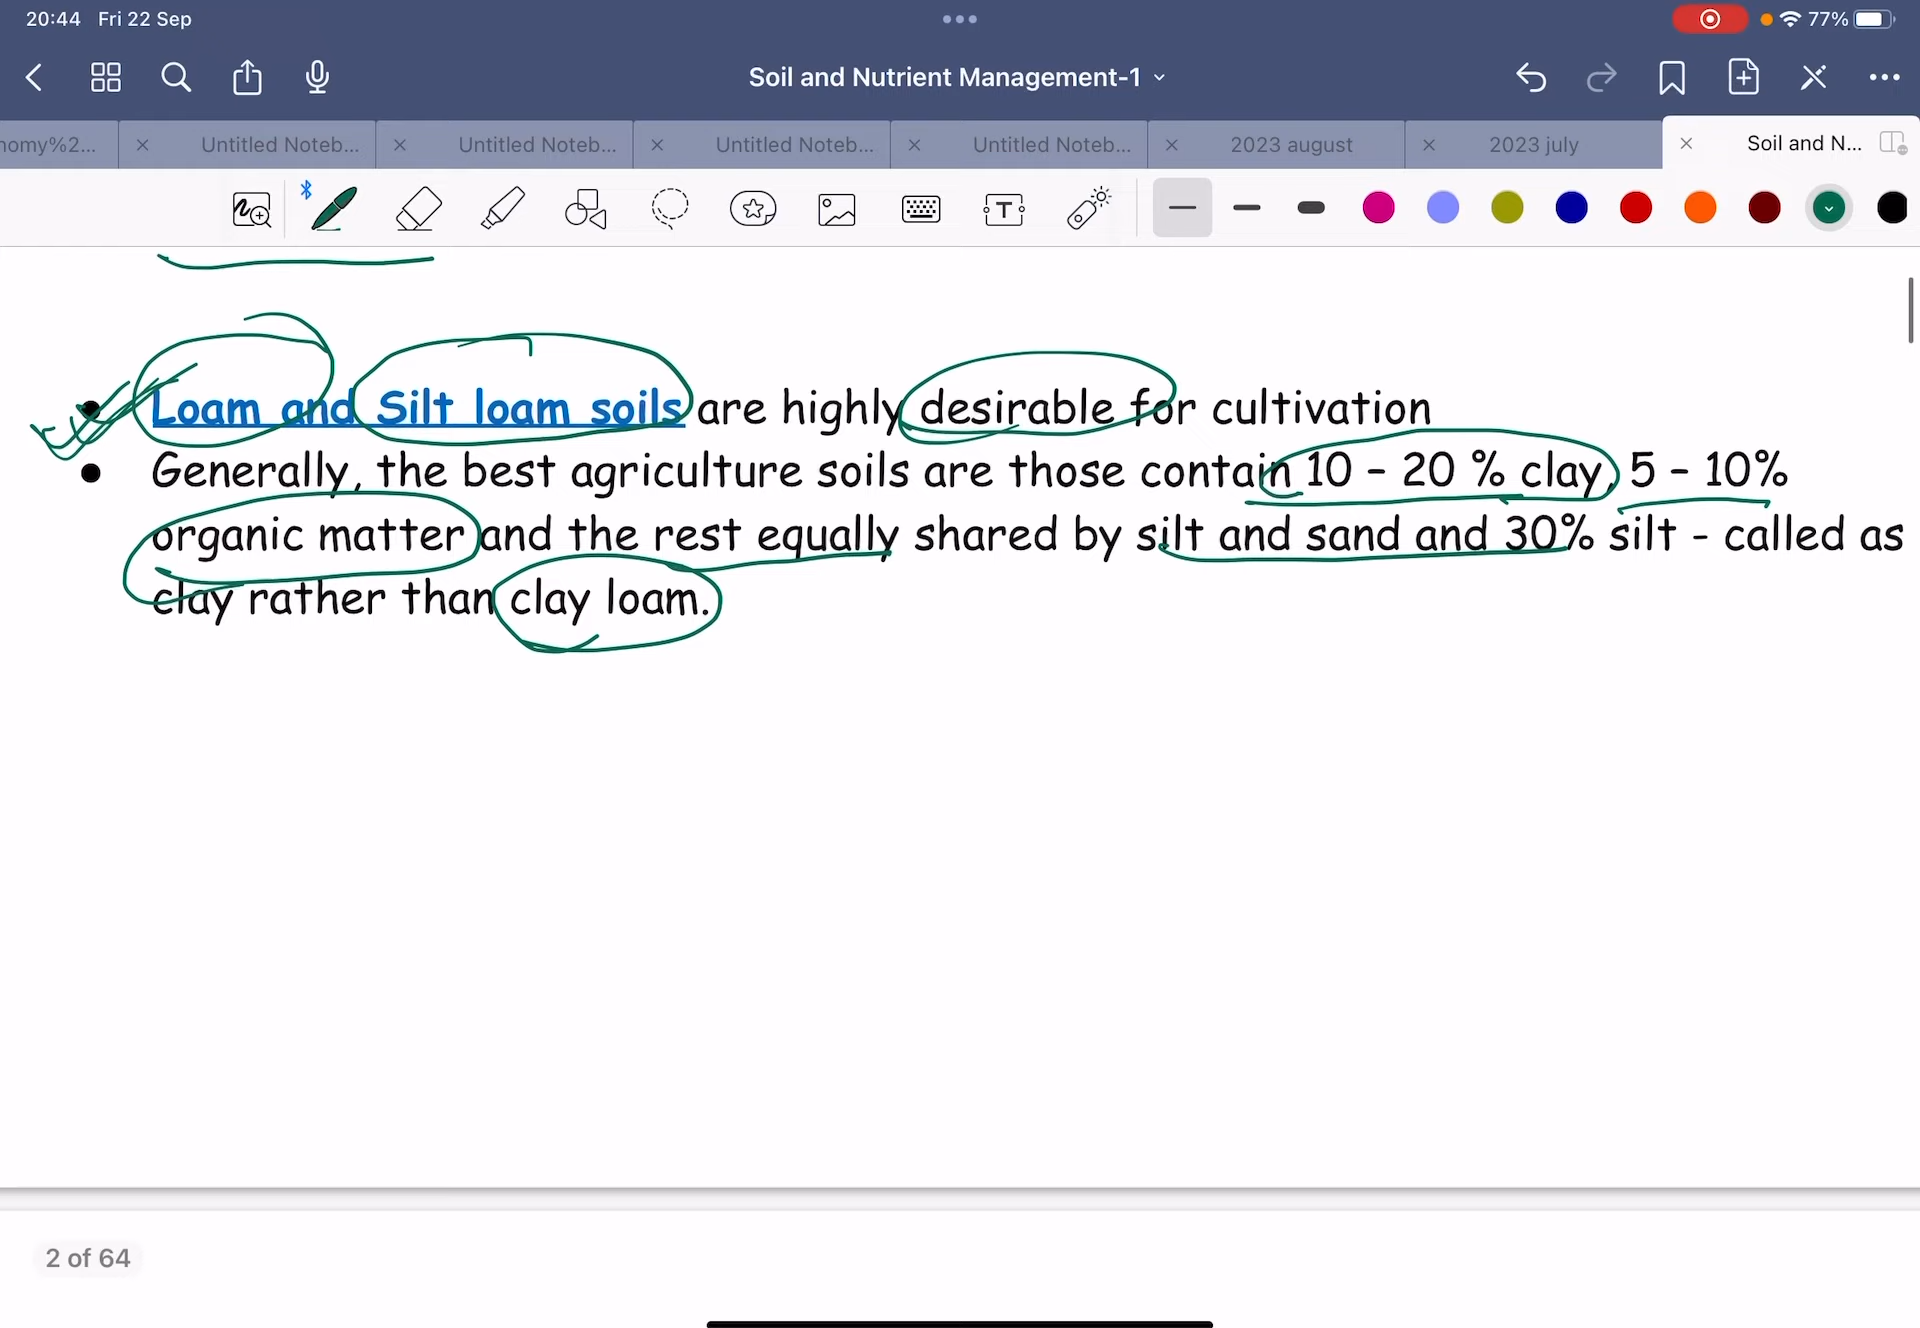 20:44 Fri 22 Sep
77%
Soil and Nutrient Management-1
nomy%2...
Untitled Noteb...
Untitled Noteb...
Untitled Noteb...
Untitled Noteb...
2023 august
2023 july
Soil and N...
Loam and Silt loam soils are highly desirable for cultivation
Generally, the best agriculture soils are those contain 10 – 20 % clay, 5 – 10%
organic matter and the rest equally shared by silt and sand and 30% silt - called as
clay rather than clay loam.
2 of 64